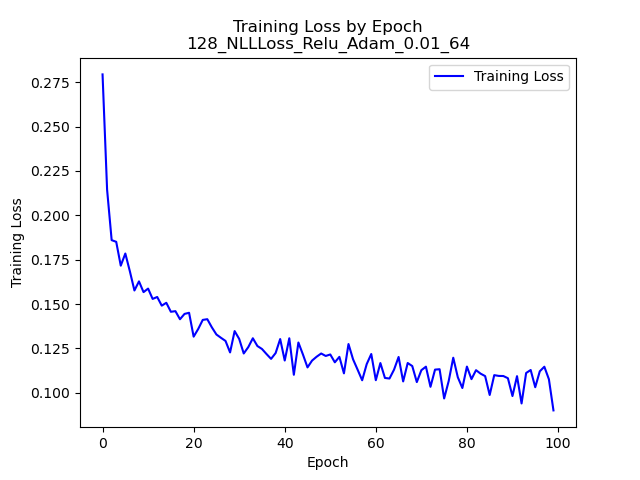 Training Loss by Epoch
128_NLLLoss_Relu_Adam_0.01_64
Training Loss
0.275
0.250
0.225
0.200
0.175
0.150
0.125
0.100
Training Loss
0
20
40
60
80
100
Epoch